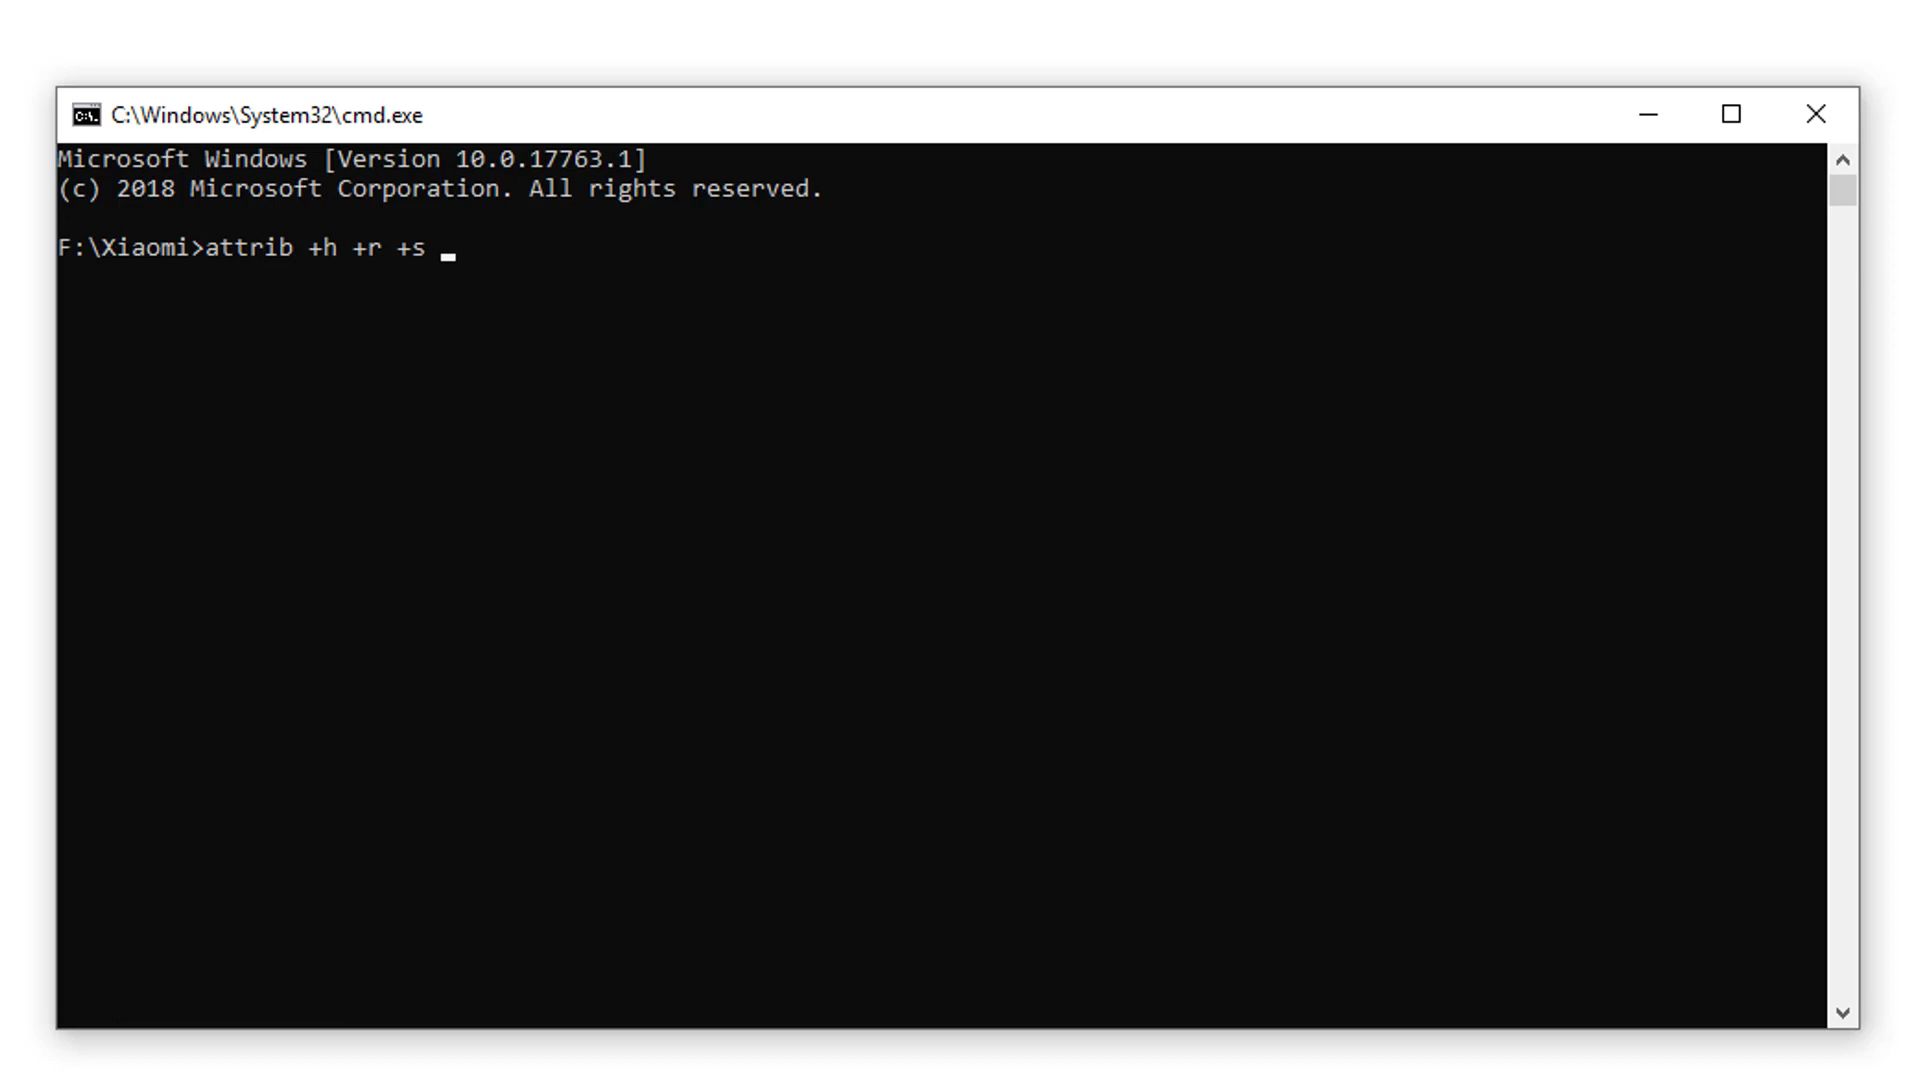 C:\Windows\System32\cmd.exe
Microsoft Windows [Version 10.0.17763.1]
(c) 2018 Microsoft Corporation. All rights reserved.
F:\Xiaomi>attrib +h +r +s